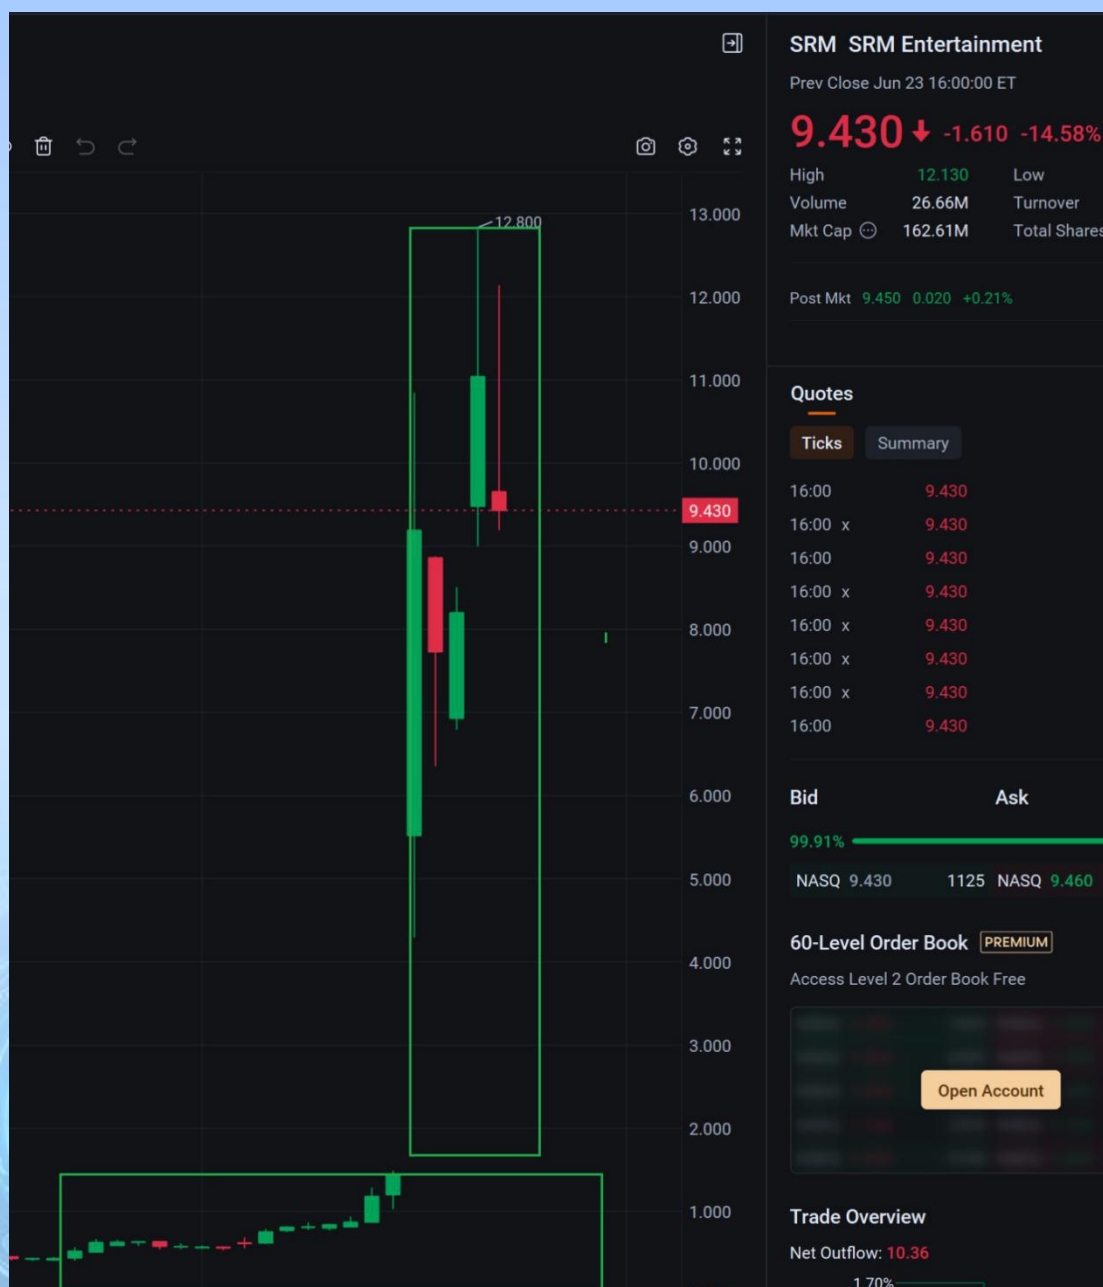 SRM SRM Entertainment
Prev Close Jun 23 16:00:00 ET
9.430 -1.610 -14.58%
High 12.130 Low
Volume 26.66M Turnover
Mkt Cap 162.61M Total Shares
Post Mkt 9.450 0.020 +0.21%
12.800
13.000
12.000
11.000
10.000
9.430
9.000
8.000
7.000
6.000
5.000
4.000
3.000
2.000
1.000
Quotes
Ticks Summary
16:00 9.430
16:00 x 9.430
16:00 9.430
16:00 x 9.430
16:00 x 9.430
16:00 x 9.430
16:00 x 9.430
16:00 9.430
Bid Ask
99.91%
NASQ 9.430 1125 NASQ 9.460
60-Level Order Book PREMIUM
Access Level 2 Order Book Free
Open Account
Trade Overview
Net Outflow: 10.36
1.70%